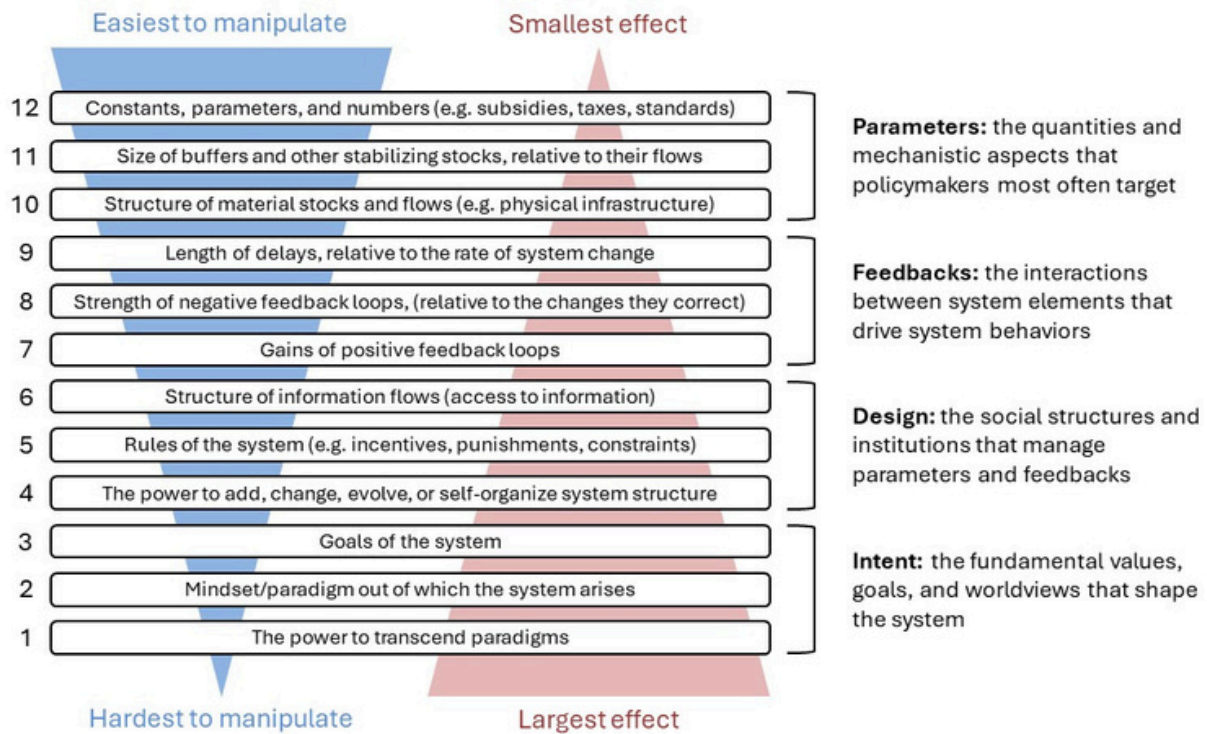 Easiest to manipulate
Smallest effect
12 Constants, parameters, and numbers (e.g. subsidies, taxes, standards)
11 Size of buffers and other stabilizing stocks, relative to their flows
10 Structure of material stocks and flows (e.g. physical infrastructure)
Parameters: the quantities and
mechanistic aspects that
policymakers most often target
9 Length of delays, relative to the rate of system change
8 Strength of negative feedback loops, (relative to the changes they correct)
7 Gains of positive feedback loops
Feedbacks: the interactions
between system elements that
drive system behaviors
6 Structure of information flows (access to information)
5 Rules of the system (e.g. incentives, punishments, constraints)
4 The power to add, change, evolve, or self-organize system structure
Design: the social structures and
institutions that manage
parameters and feedbacks
3 Goals of the system
2 Mindset/paradigm out of which the system arises
1 The power to transcend paradigms
Intent: the fundamental values,
goals, and worldviews that shape
the system
Hardest to manipulate
Largest effect